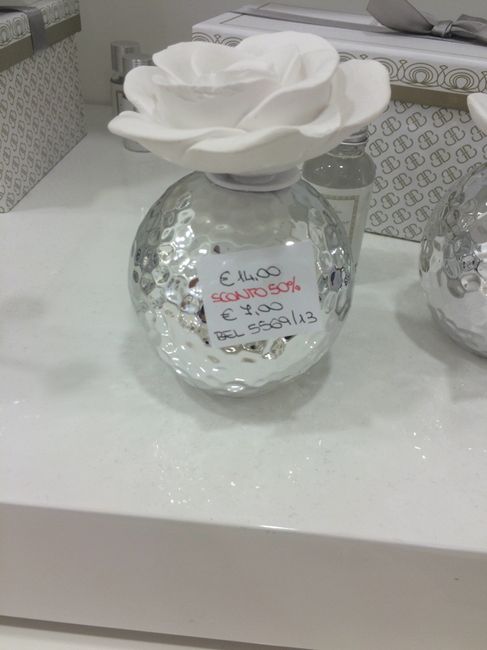 € 14,00
SCONTO 50%
€ 7,00
BEL 5569/13